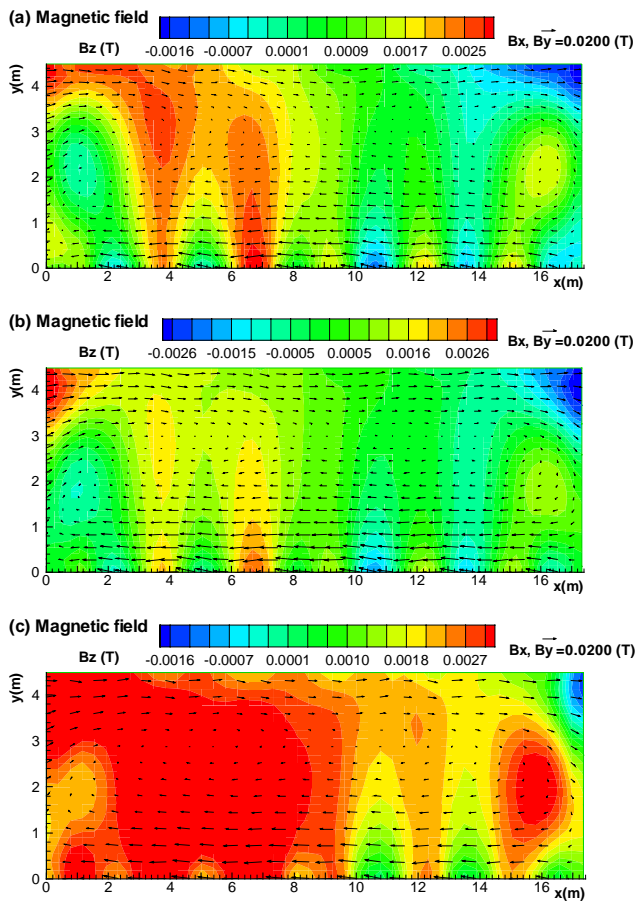 (a) Magnetic field
Bz (T)
-0.0016 -0.0007 0.0001 0.0009 0.0017 0.0025
Bx, By =0.0200 (T)
y(m)
4
3
2
1
0
0 2 4 6 8 10 12 14 16
x(m)
(b) Magnetic field
Bz (T)
-0.0026 -0.0015 -0.0005 0.0005 0.0016 0.0026
Bx, By =0.0200 (T)
y(m)
4
3
2
1
0
0 2 4 6 8 10 12 14 16
x(m)
(c) Magnetic field
Bz (T)
-0.0016 -0.0007 0.0001 0.0010 0.0018 0.0027
Bx, By =0.0200 (T)
y(m)
4
3
2
1
0
0 2 4 6 8 10 12 14 16
x(m)